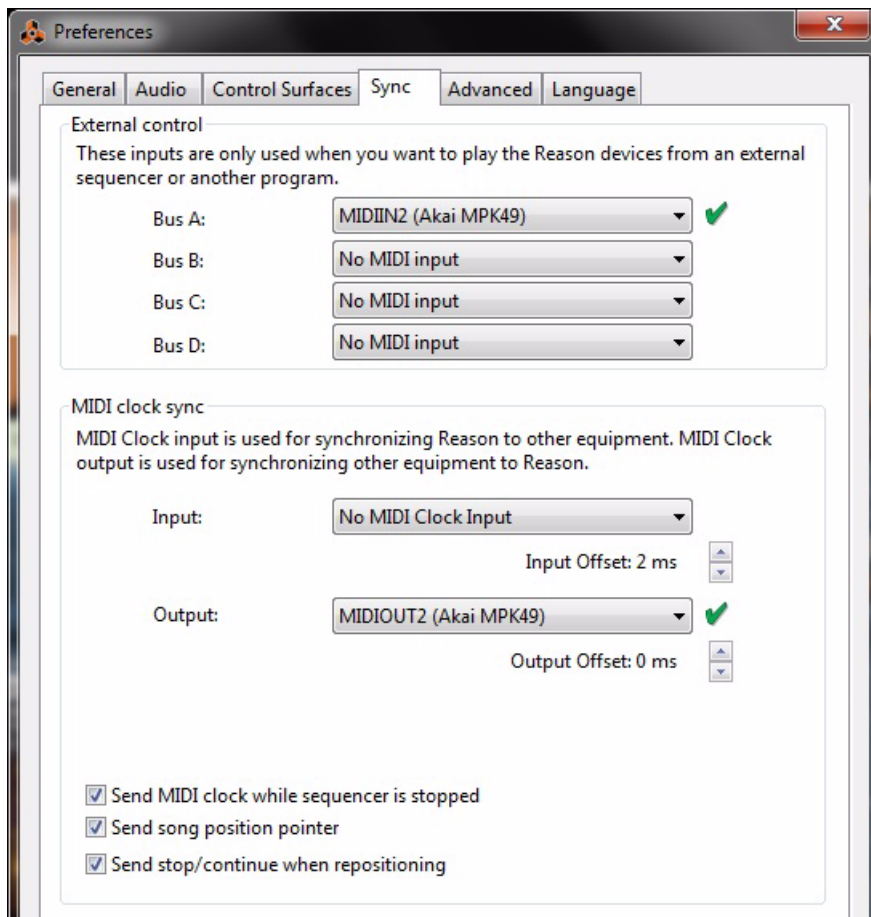 Preferences
General Audio Control Surfaces Sync Advanced Language
External control
These inputs are only used when you want to play the Reason devices from an external
sequencer or another program.
Bus A: MIDIIN2 (Akai MPK49)
Bus B: No MIDI input
Bus C: No MIDI input
Bus D: No MIDI input
MIDI clock sync
MIDI Clock input is used for synchronizing Reason to other equipment. MIDI Clock
output is used for synchronizing other equipment to Reason.
Input: No MIDI Clock Input
Input Offset: 2 ms
Output: MIDIOUT2 (Akai MPK49)
Output Offset: 0 ms
Send MIDI clock while sequencer is stopped
Send song position pointer
Send stop/continue when repositioning